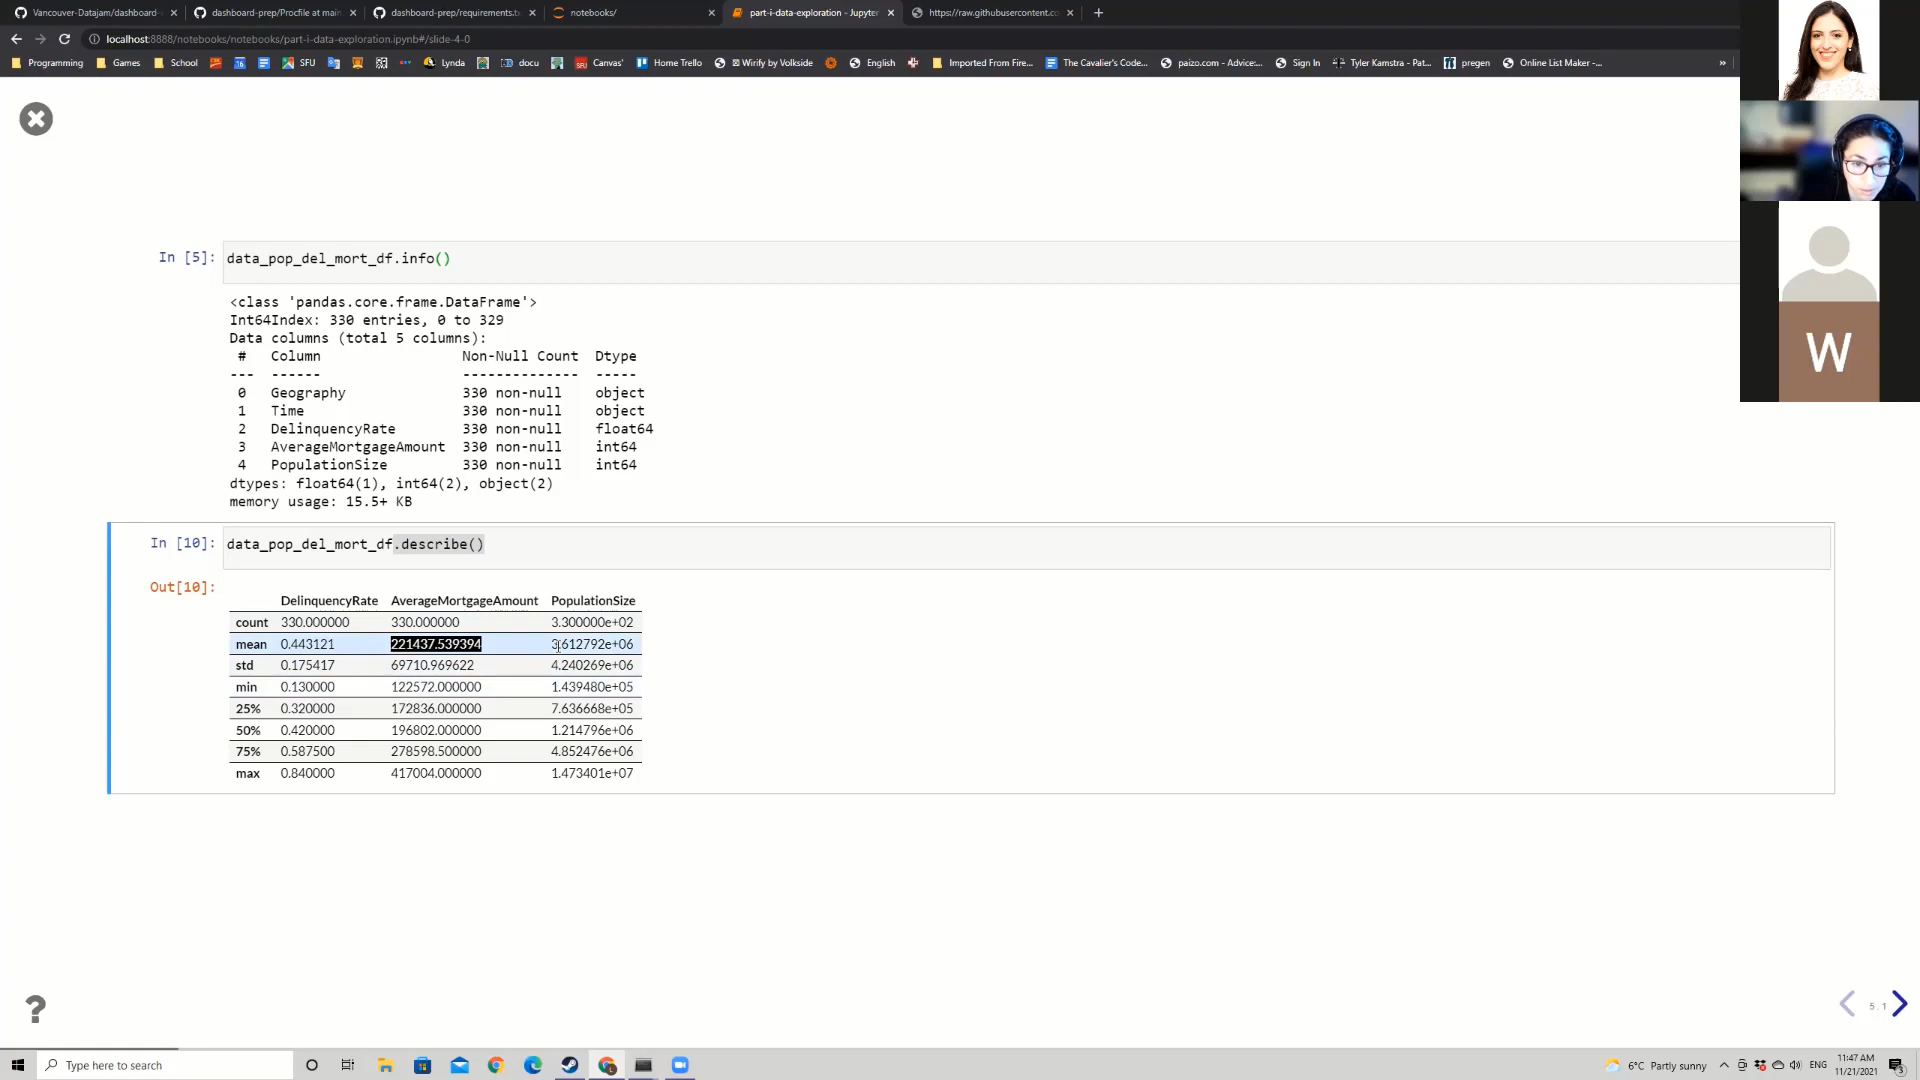 Vancouver-Datajam/dashboard-
dashboard-prep/Procfile at main
dashboard-prep/requirements.t
notebooks/
part-i-data-exploration - Jupyter
https://raw.githubusercontent.co
localhost:8888/notebooks/notebooks/part-i-data-exploration.ipynb#/slide-4-0
Programming
Games
School
SFU
Lynda
docu
Canvas'
Home Trello
Wirify by Volkside
English
Imported From Fire...
The Cavalier's Code...
paizo.com - Advice:...
Sign In
Tyler Kamstra - Pat...
pregen
Online List Maker -...
»
In [5]: data_pop_del_mort_df.info()
<class 'pandas.core.frame.DataFrame'>
Int64Index: 330 entries, 0 to 329
Data columns (total 5 columns):
# Column Non-Null Count Dtype
--- ------ -------------- -----
0 Geography 330 non-null object
1 Time 330 non-null object
2 DelinquencyRate 330 non-null float64
3 AverageMortgageAmount 330 non-null int64
4 PopulationSize 330 non-null int64
dtypes: float64(1), int64(2), object(2)
memory usage: 15.5+ KB
In [10]: data_pop_del_mort_df.describe()
Out[10]:
DelinquencyRate AverageMortgageAmount PopulationSize
count 330.000000 330.000000 3.300000e+02
mean 0.443121 221437.539394 3.612792e+06
std 0.175417 69710.969622 4.240269e+06
min 0.130000 122572.000000 1.439480e+05
25% 0.320000 172836.000000 7.636668e+05
50% 0.420000 196802.000000 1.214796e+06
75% 0.587500 278598.500000 4.852476e+06
max 0.840000 417004.000000 1.473401e+07
W
?
5.1
Type here to search
6°C Partly sunny
ENG
11:47 AM
11/21/2021